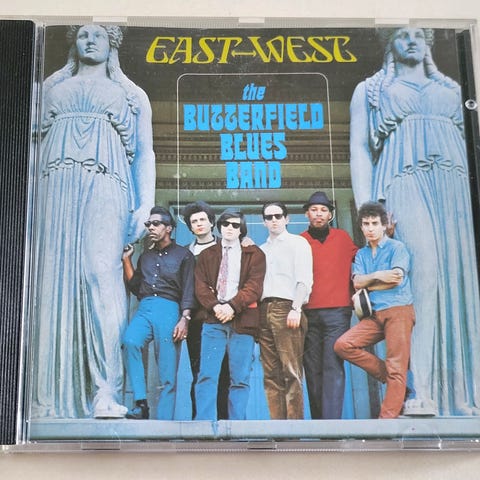 EAST-WEST
the
BUTTERFIELD
BLUES
BAND